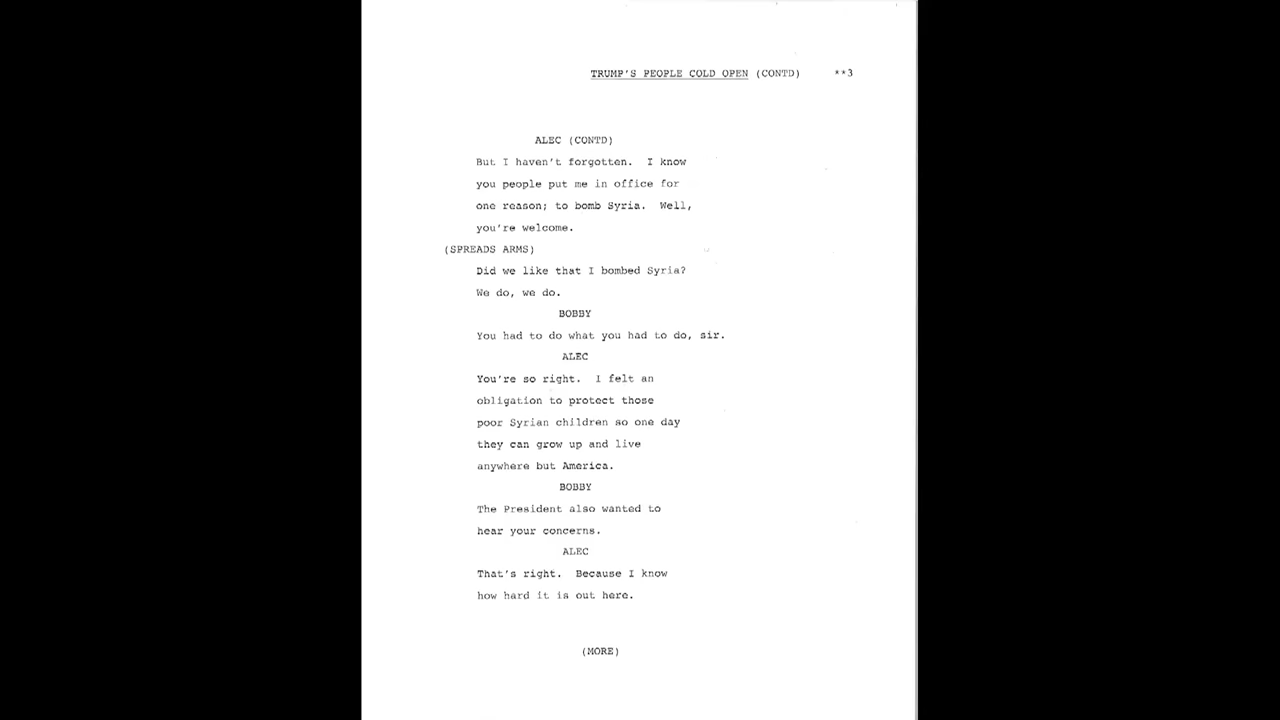 TRUMP'S PEOPLE COLD OPEN (CONTD) **3
ALEC (CONTD)
But I haven't forgotten. I know
you people put me in office for
one reason; to bomb Syria. Well,
you're welcome.
(SPREADS ARMS)
Did we like that I bombed Syria?
We do, we do.
BOBBY
You had to do what you had to do, sir.
ALEC
You're so right. I felt an
obligation to protect those
poor Syrian children so one day
they can grow up and live
anywhere but America.
BOBBY
The President also wanted to
hear your concerns.
ALEC
That's right. Because I know
how hard it is out here.
(MORE)